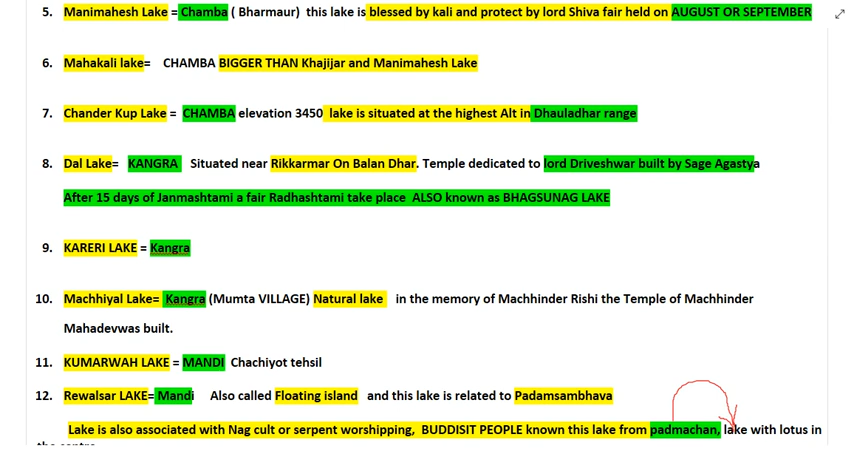 5. Manimahesh Lake = Chamba ( Bharmaur) this lake is blessed by kali and protect by lord Shiva fair held on AUGUST OR SEPTEMBER
6. Mahakali lake= CHAMBA BIGGER THAN Khajijar and Manimahesh Lake
7. Chander Kup Lake = CHAMBA elevation 3450 lake is situated at the highest Alt in Dhauladhar range
8. Dal Lake= KANGRA Situated near Rikkarmar On Balan Dhar. Temple dedicated to lord Driveshwar built by Sage Agastya
After 15 days of Janmashtami a fair Radhashtami take place ALSO known as BHAGSUNAG LAKE
9. KARERI LAKE = Kangra
10. Machhiyal Lake= Kangra (Mumta VILLAGE) Natural lake in the memory of Machhinder Rishi the Temple of Machhinder
Mahadevwas built.
11. KUMARWAH LAKE = MANDI Chachiyot tehsil
12. Rewalsar LAKE= Mandi Also called Floating island and this lake is related to Padamsambhava
Lake is also associated with Nag cult or serpent worshipping, BUDDISIT PEOPLE known this lake from padmachan, lake with lotus in